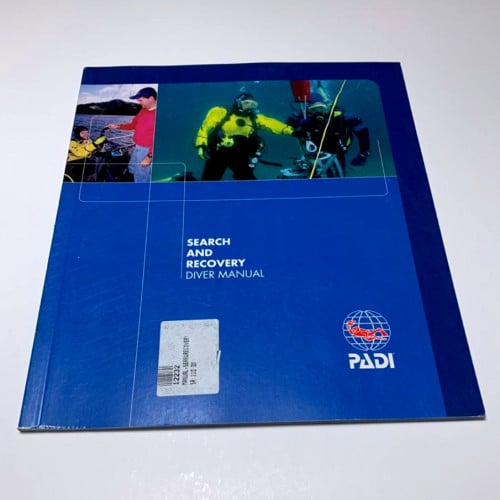 SEARCH
AND
RECOVERY
DIVER MANUAL
PADI
12232